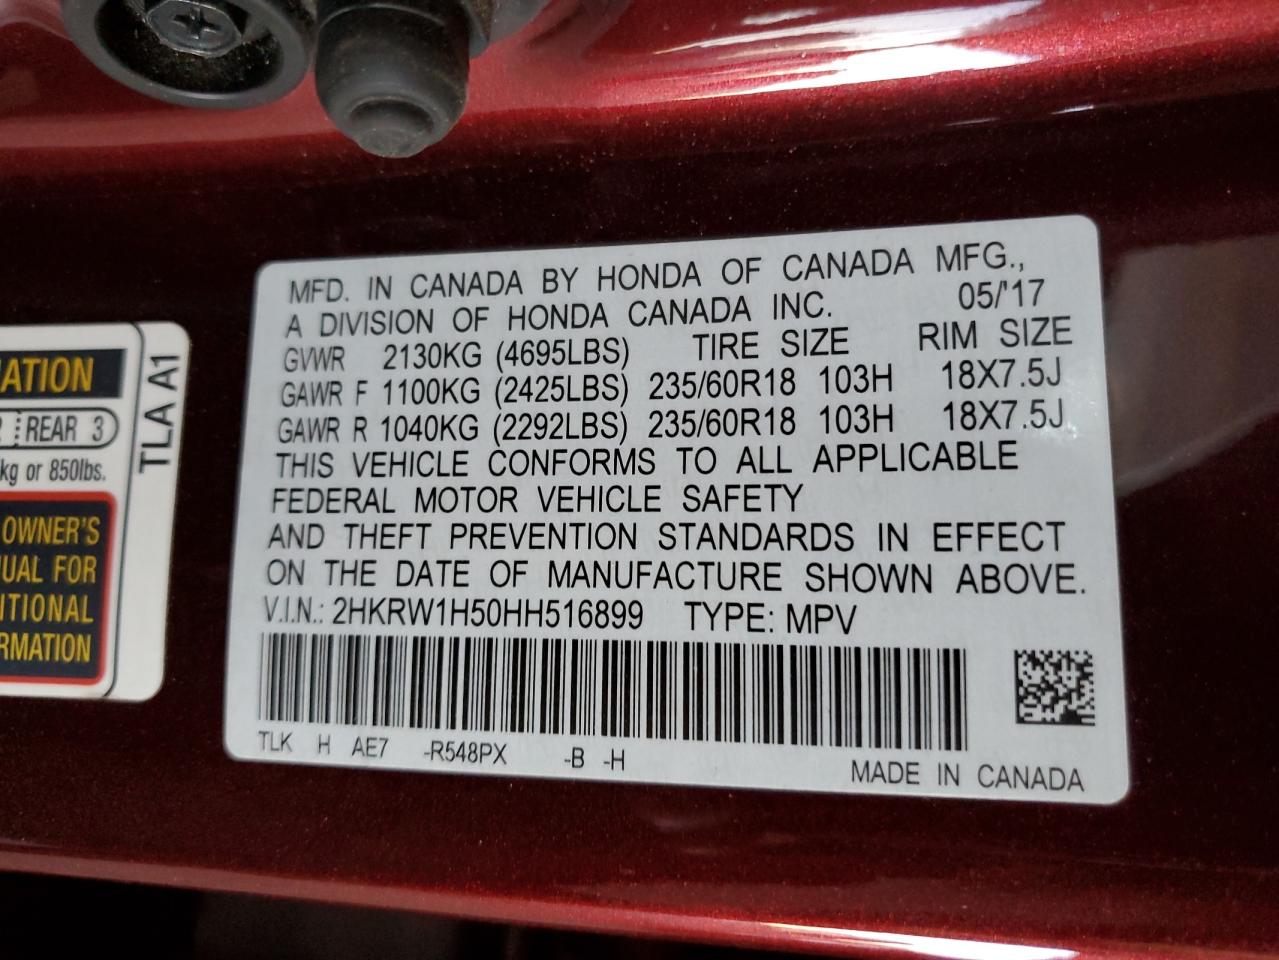 MFD. IN CANADA BY HONDA OF CANADA MFG.,
A DIVISION OF HONDA CANADA INC. 05/'17
GVWR 2130KG (4695LBS) TIRE SIZE RIM SIZE
GAWR F 1100KG (2425LBS) 235/60R18 103H 18X7.5J
GAWR R 1040KG (2292LBS) 235/60R18 103H 18X7.5J
THIS VEHICLE CONFORMS TO ALL APPLICABLE
FEDERAL MOTOR VEHICLE SAFETY
AND THEFT PREVENTION STANDARDS IN EFFECT
ON THE DATE OF MANUFACTURE SHOWN ABOVE.
V.I.N.: 2HKRW1H50HH516899 TYPE: MPV
TLK H AE7 -R548PX -B -H
MADE IN CANADA
ATION
REAR 3
kg or 850lbs.
OWNER'S
UAL FOR
ITIONAL
RMATION
TLA A1